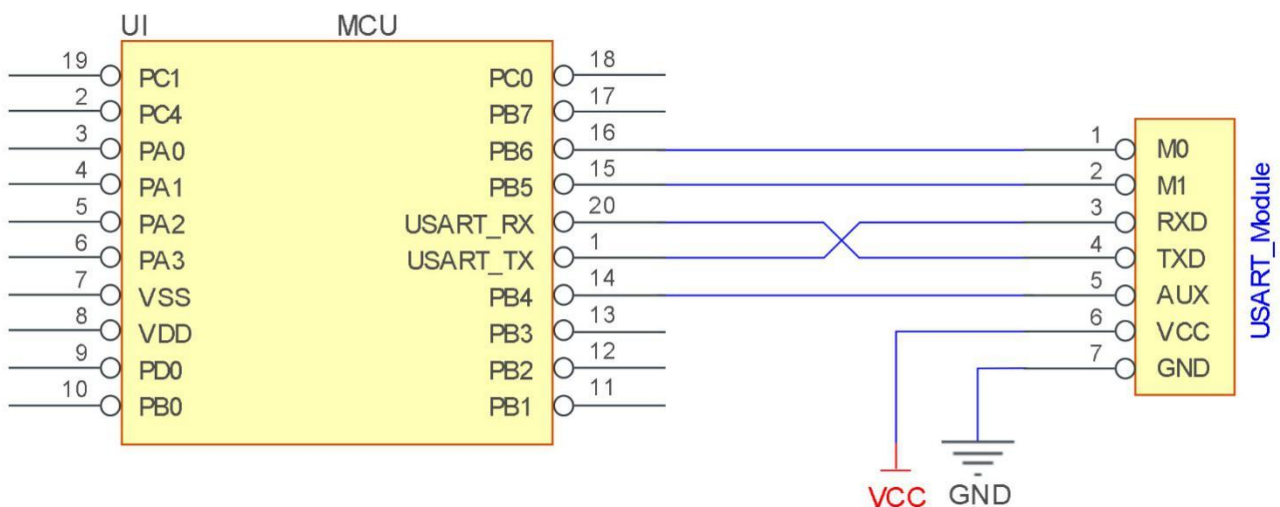 UI MCU
19 PC1 PC0 18
2 PC4 PB7 17
3 PA0 PB6 16
4 PA1 PB5 15
5 PA2 USART_RX 20
6 PA3 USART_TX 1
7 VSS PB4 14
8 VDD PB3 13
9 PD0 PB2 12
10 PB0 PB1 11
1 M0
2 M1
3 RXD
4 TXD
5 AUX
6 VCC
7 GND
USART_Module
VCC GND